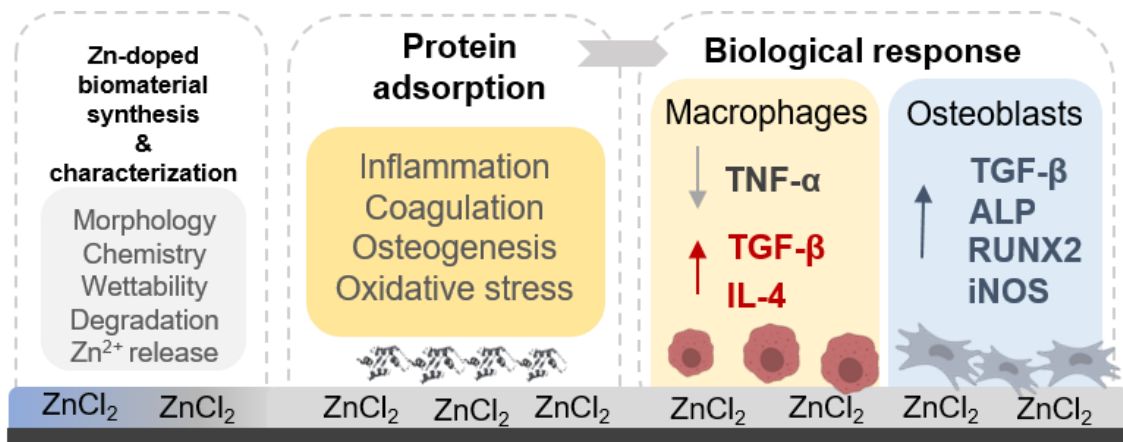 Zn-doped
biomaterial
synthesis
&
characterization
Morphology
Chemistry
Wettability
Degradation
Zn²⁺ release
Protein
adsorption
Inflammation
Coagulation
Osteogenesis
Oxidative stress
Biological response
Macrophages
TNF-α
TGF-β
IL-4
Osteoblasts
TGF-β
ALP
RUNX2
iNOS
ZnCl₂ ZnCl₂ ZnCl₂ ZnCl₂ ZnCl₂ ZnCl₂ ZnCl₂ ZnCl₂ ZnCl₂